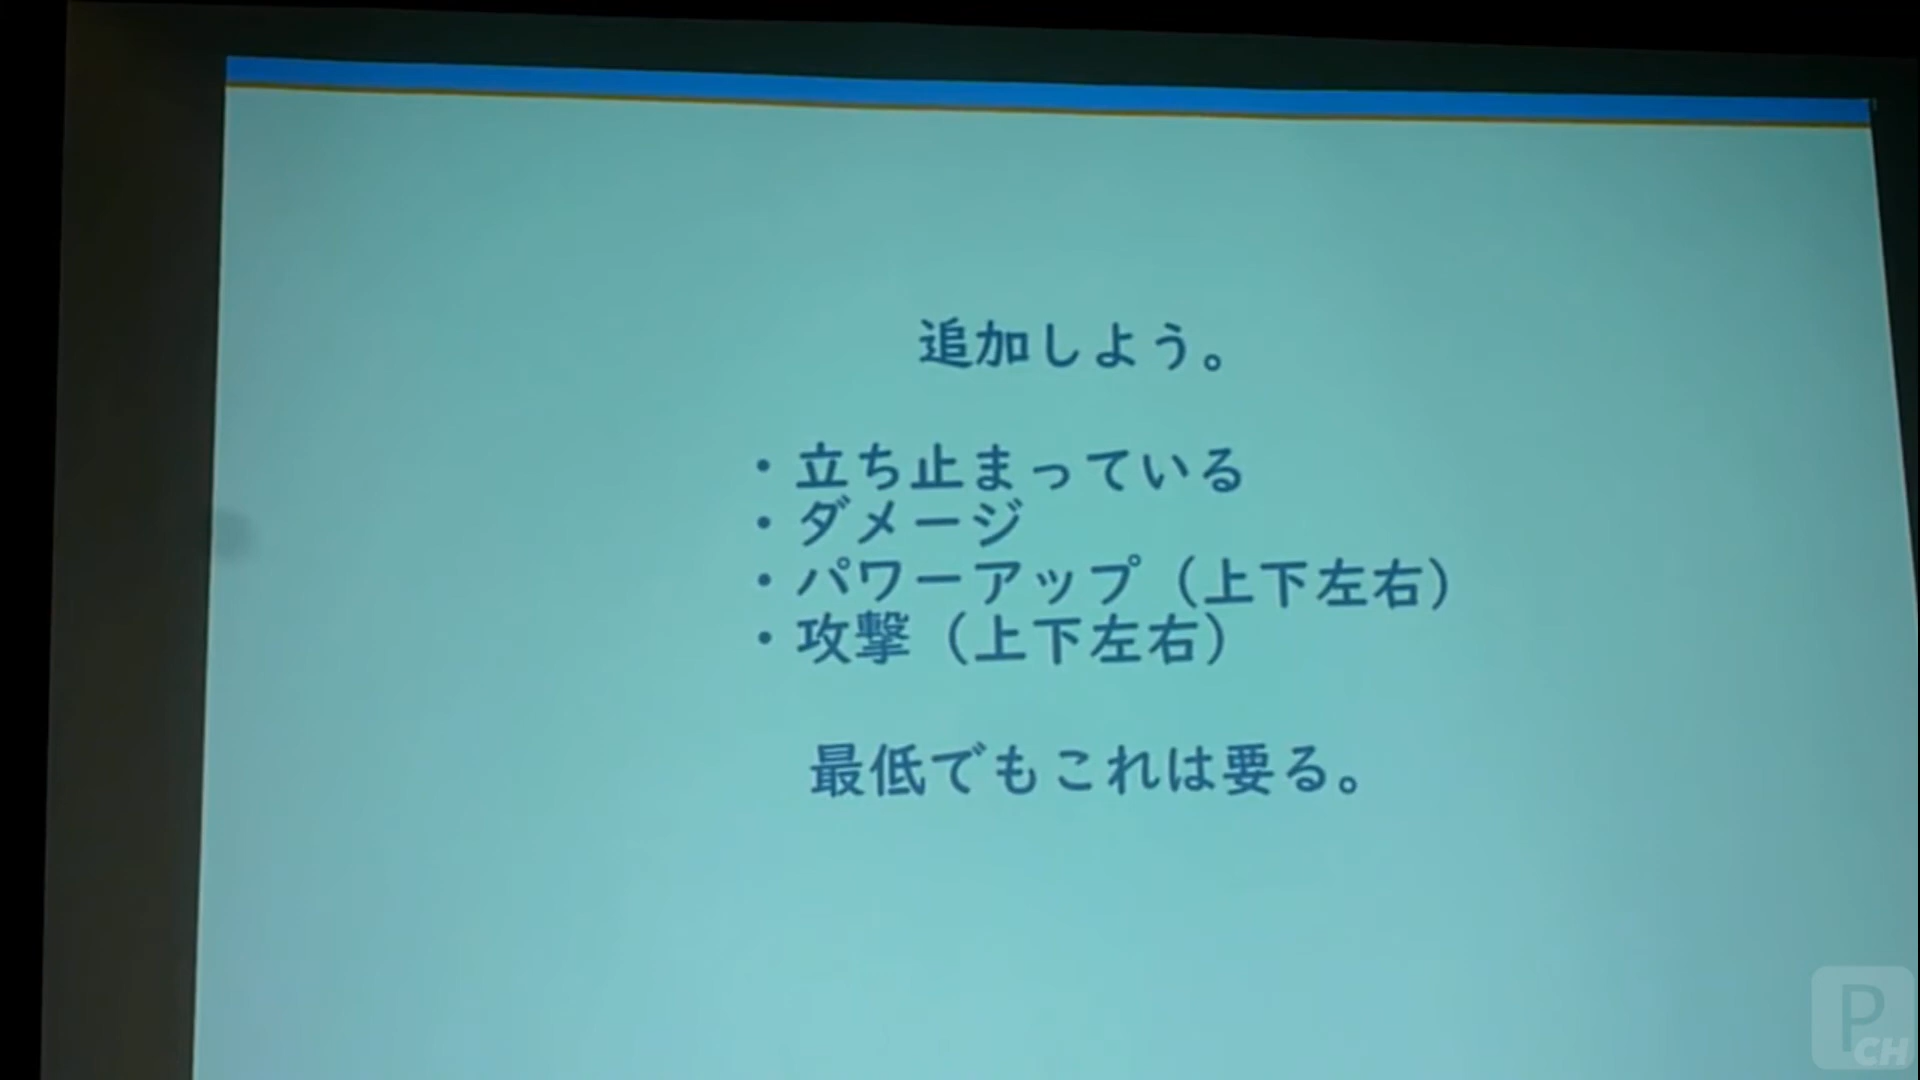 追加しよう。
・立ち止まっている
・ダメージ
・パワーアップ（上下左右）
・攻撃（上下左右）
最低でもこれは要る。
P
CH